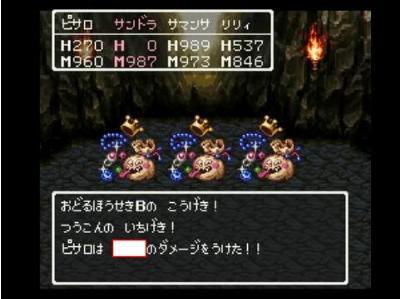 ピサロ サンドラ サマンサ リリィ
H270 H 0 H989 H537
M960 M987 M973 M846
おどるほうせきBの こうげき!
つうこんの いちげき!
ピサロは のダメージをうけた!!